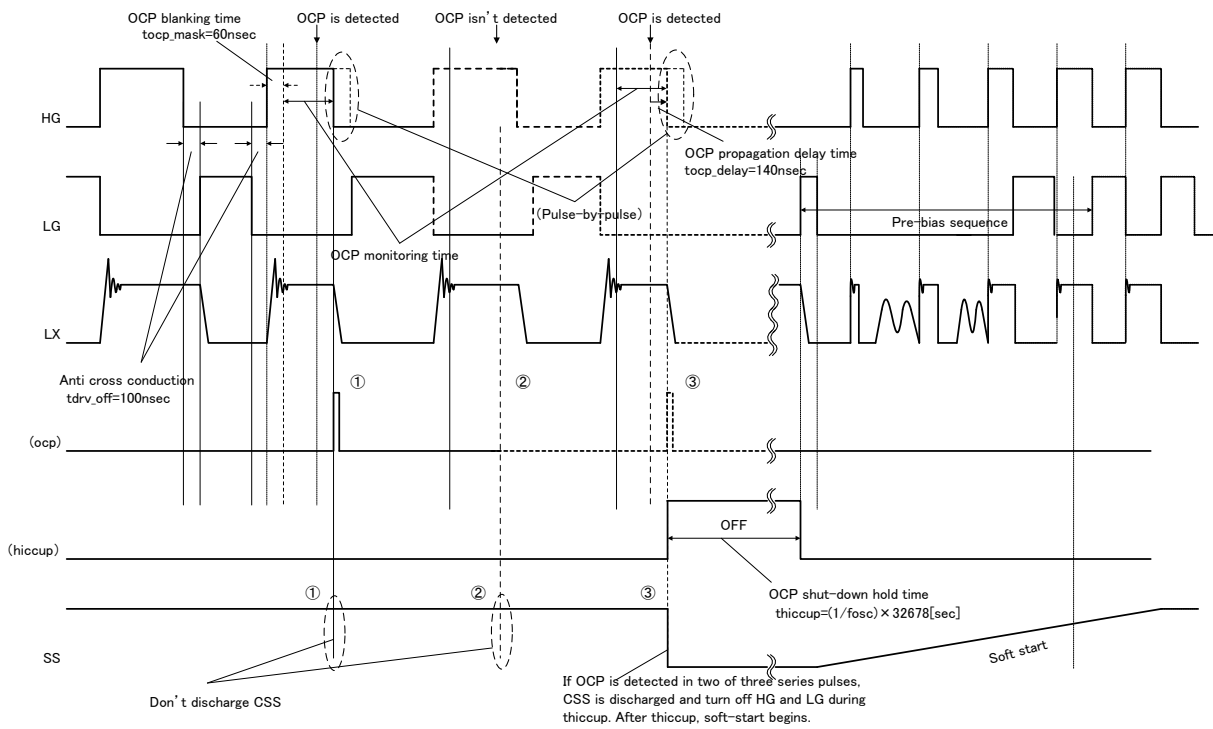 OCP blanking time
tocp_mask=60nsec
OCP is detected
OCP isn't detected
OCP is detected
HG
OCP propagation delay time
tocp_delay=140nsec
(Pulse-by-pulse)
Pre-bias sequence
LG
OCP monitoring time
LX
Anti cross conduction
tdrv_off=100nsec
①
②
③
(ocp)
OFF
(hiccup)
OCP shut-down hold time
thiccup=(1/fosc)×32678[sec]
①
②
③
SS
Soft start
Don't discharge CSS
If OCP is detected in two of three series pulses,
CSS is discharged and turn off HG and LG during
thiccup. After thiccup, soft-start begins.